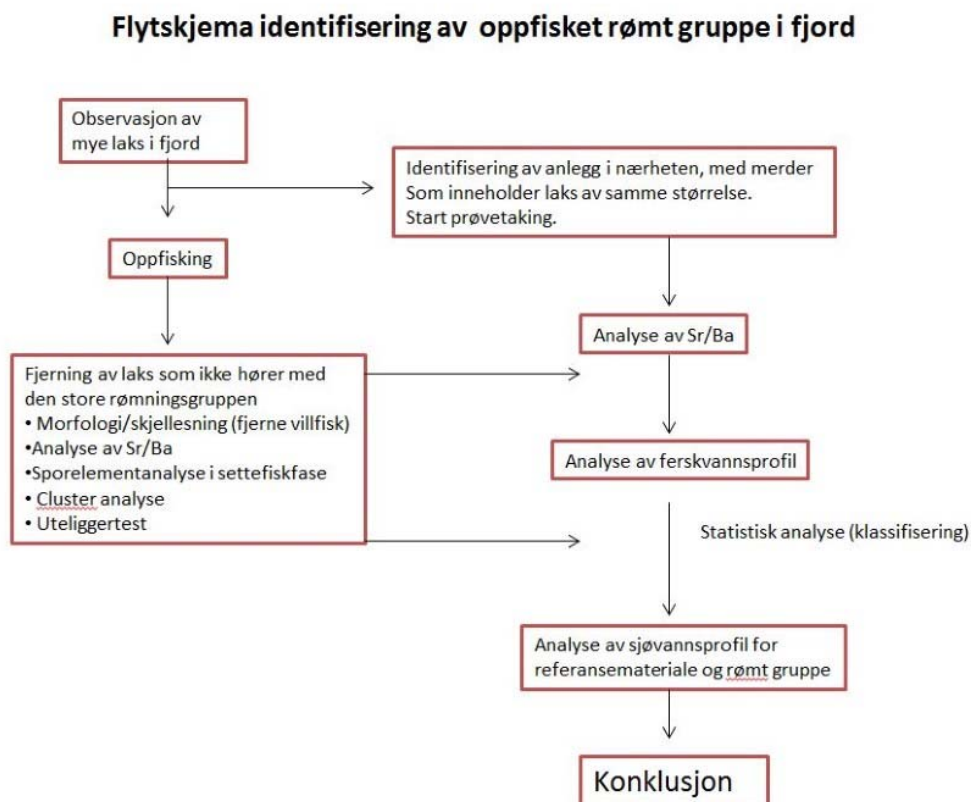 Flytskjema identifisering av oppfisket rømt gruppe i fjord
Observasjon av
mye laks i fjord
Identifisering av anlegg i nærheten, med merder
Som inneholder laks av samme størrelse.
Start prøvetaking.
Oppfisking
Analyse av Sr/Ba
Fjerning av laks som ikke hører med
den store rømningsgruppen
• Morfologi/skjellesning (fjerne villfisk)
•Analyse av Sr/Ba
•Sporelementanalyse i settefiskfase
• Cluster analyse
• Uteliggertest
Analyse av ferskvannsprofil
Statistisk analyse (klassifisering)
Analyse av sjøvannsprofil for
referansemateriale og rømt gruppe
Konklusjon